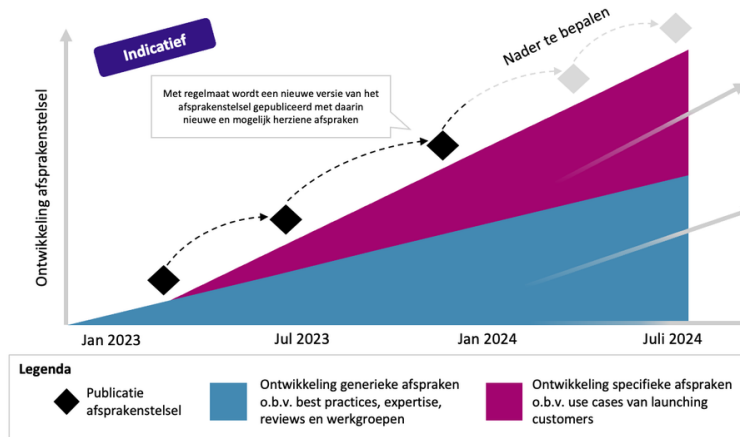 Indicatief
Nader te bepalen
Met regelmaat wordt een nieuwe versie van het
afsprakenstelsel gepubliceerd met daarin
nieuwe en mogelijk herziene afspraken
Ontwikkeling afsprakenstelsel
Jan 2023
Jul 2023
Jan 2024
Juli 2024
Legenda
Publicatie
afsprakenstelsel
Ontwikkeling generieke afspraken
o.b.v. best practices, expertise,
reviews en werkgroepen
Ontwikkeling specifieke afspraken
o.b.v. use cases van launching
customers